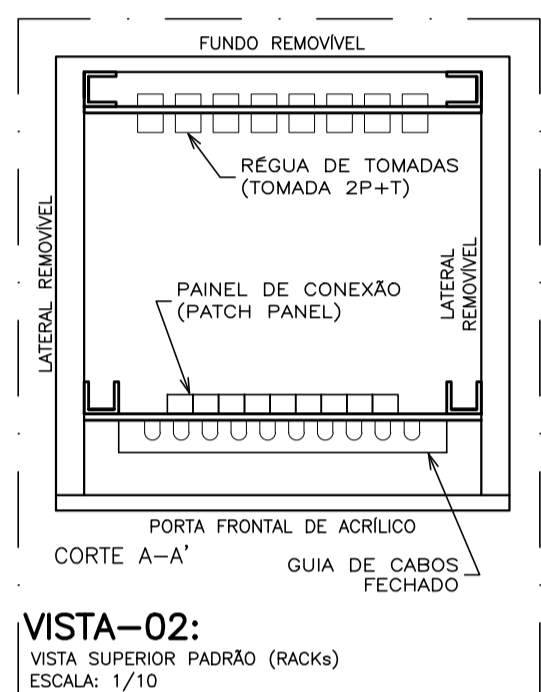 FUNDO REMOVÍVEL
RÉGUA DE TOMADAS
(TOMADA 2P+T)
LATERAL REMOVÍVEL
LATERAL
REMOVÍVEL
PAINEL DE CONEXÃO
(PATCH PANEL)
PORTA FRONTAL DE ACRÍLICO
CORTE A-A'
GUIA DE CABOS
FECHADO
VISTA-02:
VISTA SUPERIOR PADRÃO (RACKs)
ESCALA: 1/10